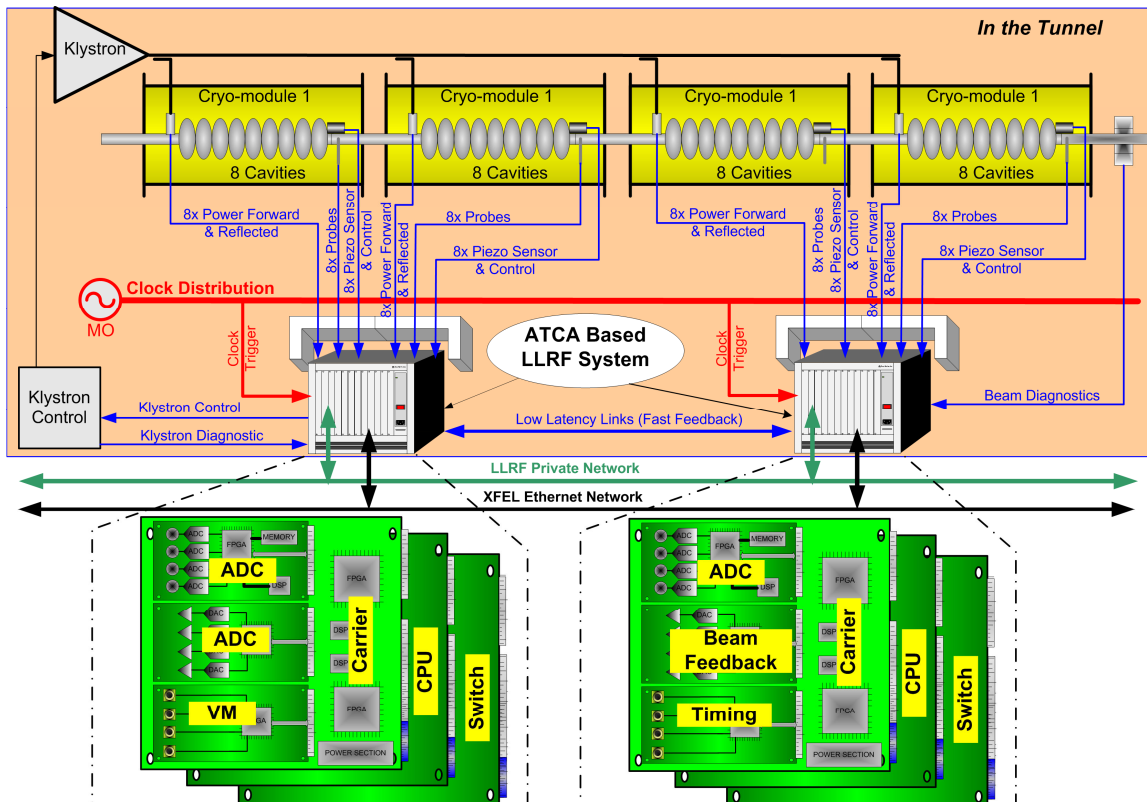 In the Tunnel
Klystron
Cryo-module 1
Cryo-module 1
Cryo-module 1
Cryo-module 1
8 Cavities
8 Cavities
8 Cavities
8 Cavities
8x Power Forward
& Reflected
8x Probes
8x Piezo Sensor
& Control
8x Power Forward
& Reflected
8x Probes
8x Piezo Sensor
& Control
8x Power Forward
& Reflected
8x Probes
8x Piezo Sensor
& Control
8x Power Forward
& Reflected
8x Probes
8x Piezo Sensor
& Control
Clock Distribution
MO
Clock
Trigger
ATCA Based
LLRF System
Clock
Trigger
Klystron
Control
Klystron Control
Klystron Diagnostic
Low Latency Links (Fast Feedback)
Beam Diagnostics
LLRF Private Network
XFEL Ethernet Network
ADC
ADC
ADC
ADC
FPGA
MEMORY
DSP
ADC
DAC
DAC
ADC
FPGA
VM
FPGA
DSP
DSP
FPGA
POWER SECTION
Carrier
CPU
Switch
ADC
ADC
ADC
ADC
FPGA
MEMORY
DSP
ADC
DAC
DAC
Beam
Feedback
Timing
FPGA
DSP
DSP
FPGA
POWER SECTION
Carrier
CPU
Switch